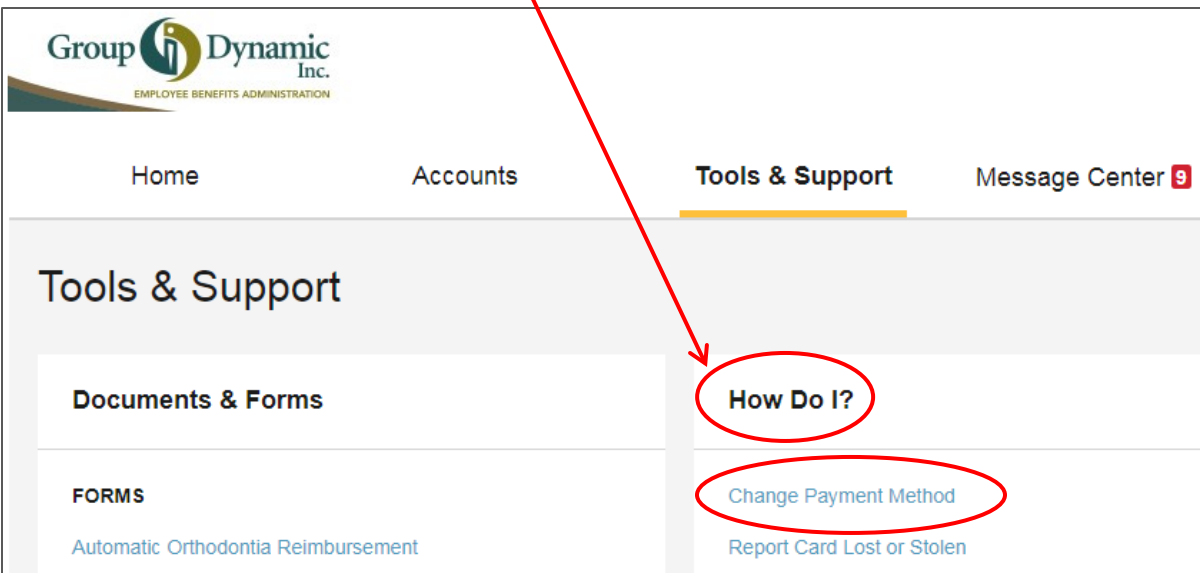 Group Dynamic
Inc.
EMPLOYEE BENEFITS ADMINISTRATION
Home Accounts Tools & Support Message Center 9
Tools & Support
Documents & Forms
FORMS
Automatic Orthodontia Reimbursement
How Do I?
Change Payment Method
Report Card Lost or Stolen